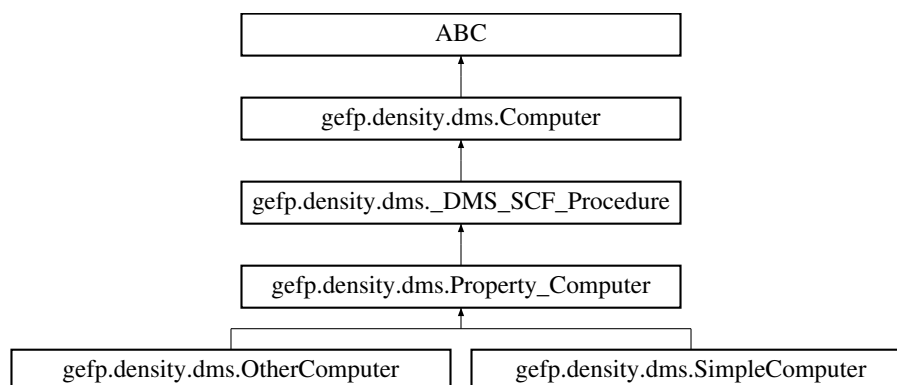 ABC
gefp.density.dms.Computer
gefp.density.dms._DMS_SCF_Procedure
gefp.density.dms.Property_Computer
gefp.density.dms.OtherComputer
gefp.density.dms.SimpleComputer